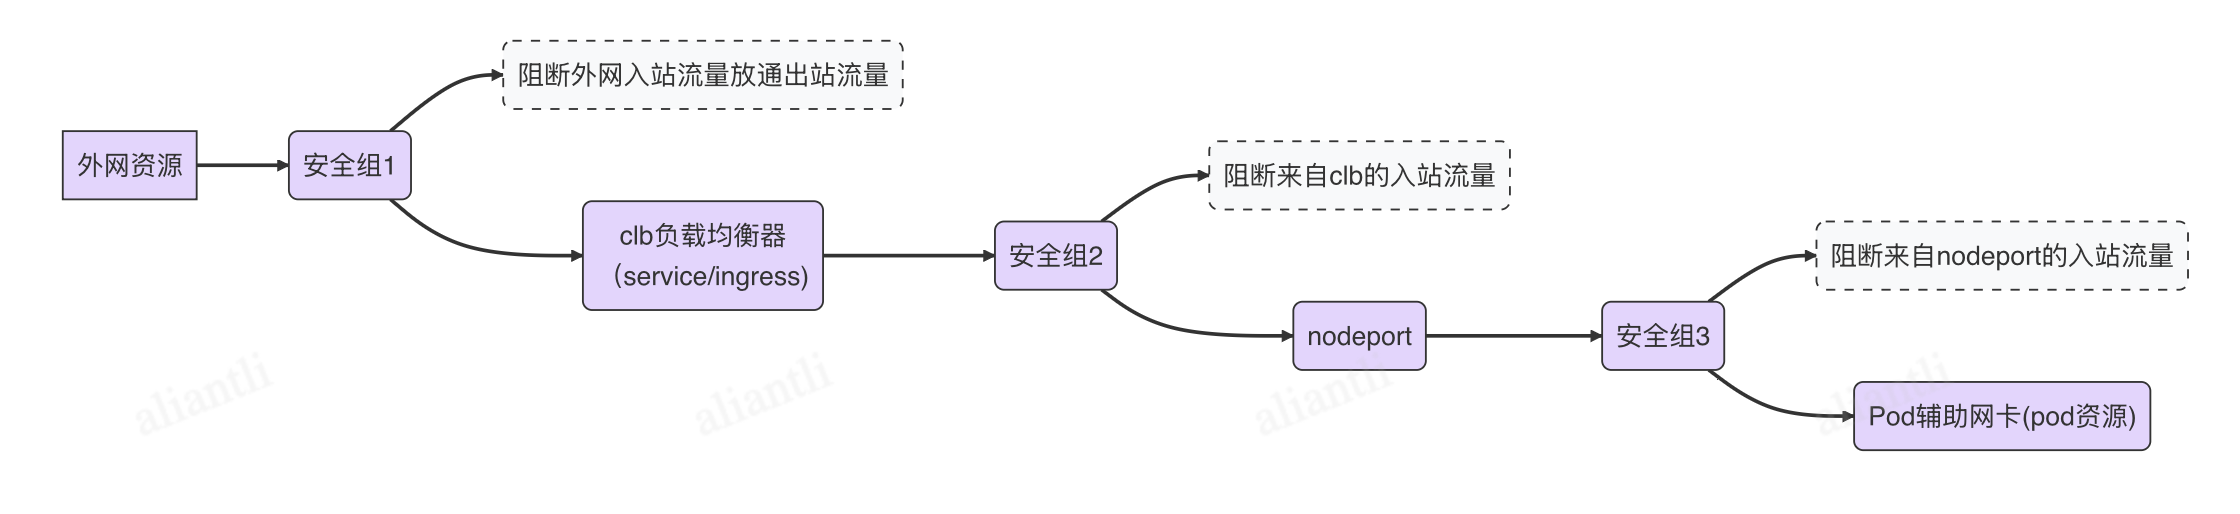 阻断外网入站流量放通出站流量
外网资源
安全组1
阻断来自clb的入站流量
clb负载均衡器
（service/ingress)
安全组2
阻断来自nodeport的入站流量
nodeport
安全组3
Pod辅助网卡(pod资源)
aliantli
aliantli
aliantli
aliantli